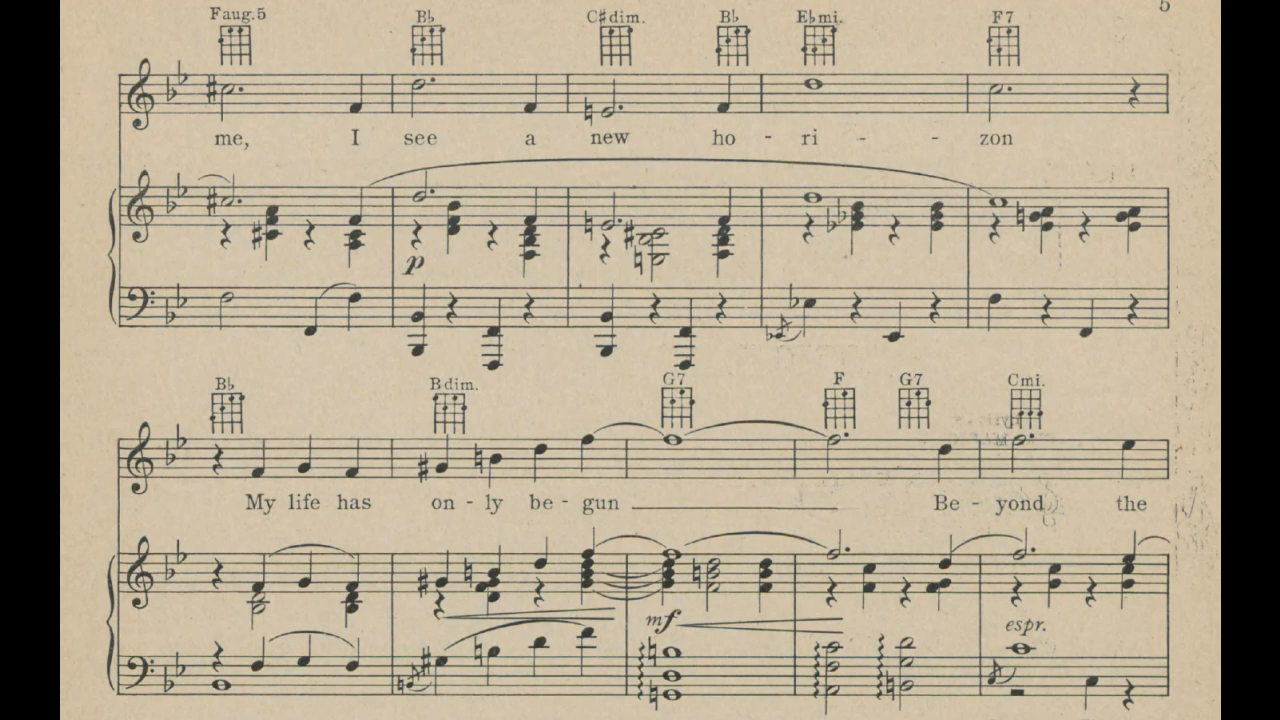 5
Faug.5 B♭ C♯dim. B♭ E♭mi. F7
me, I see a new ho - ri - - zon
p
B♭ Bdim. G7 F G7 Cmi.
My life has on - ly be - gun Be - yond the
mf espr.